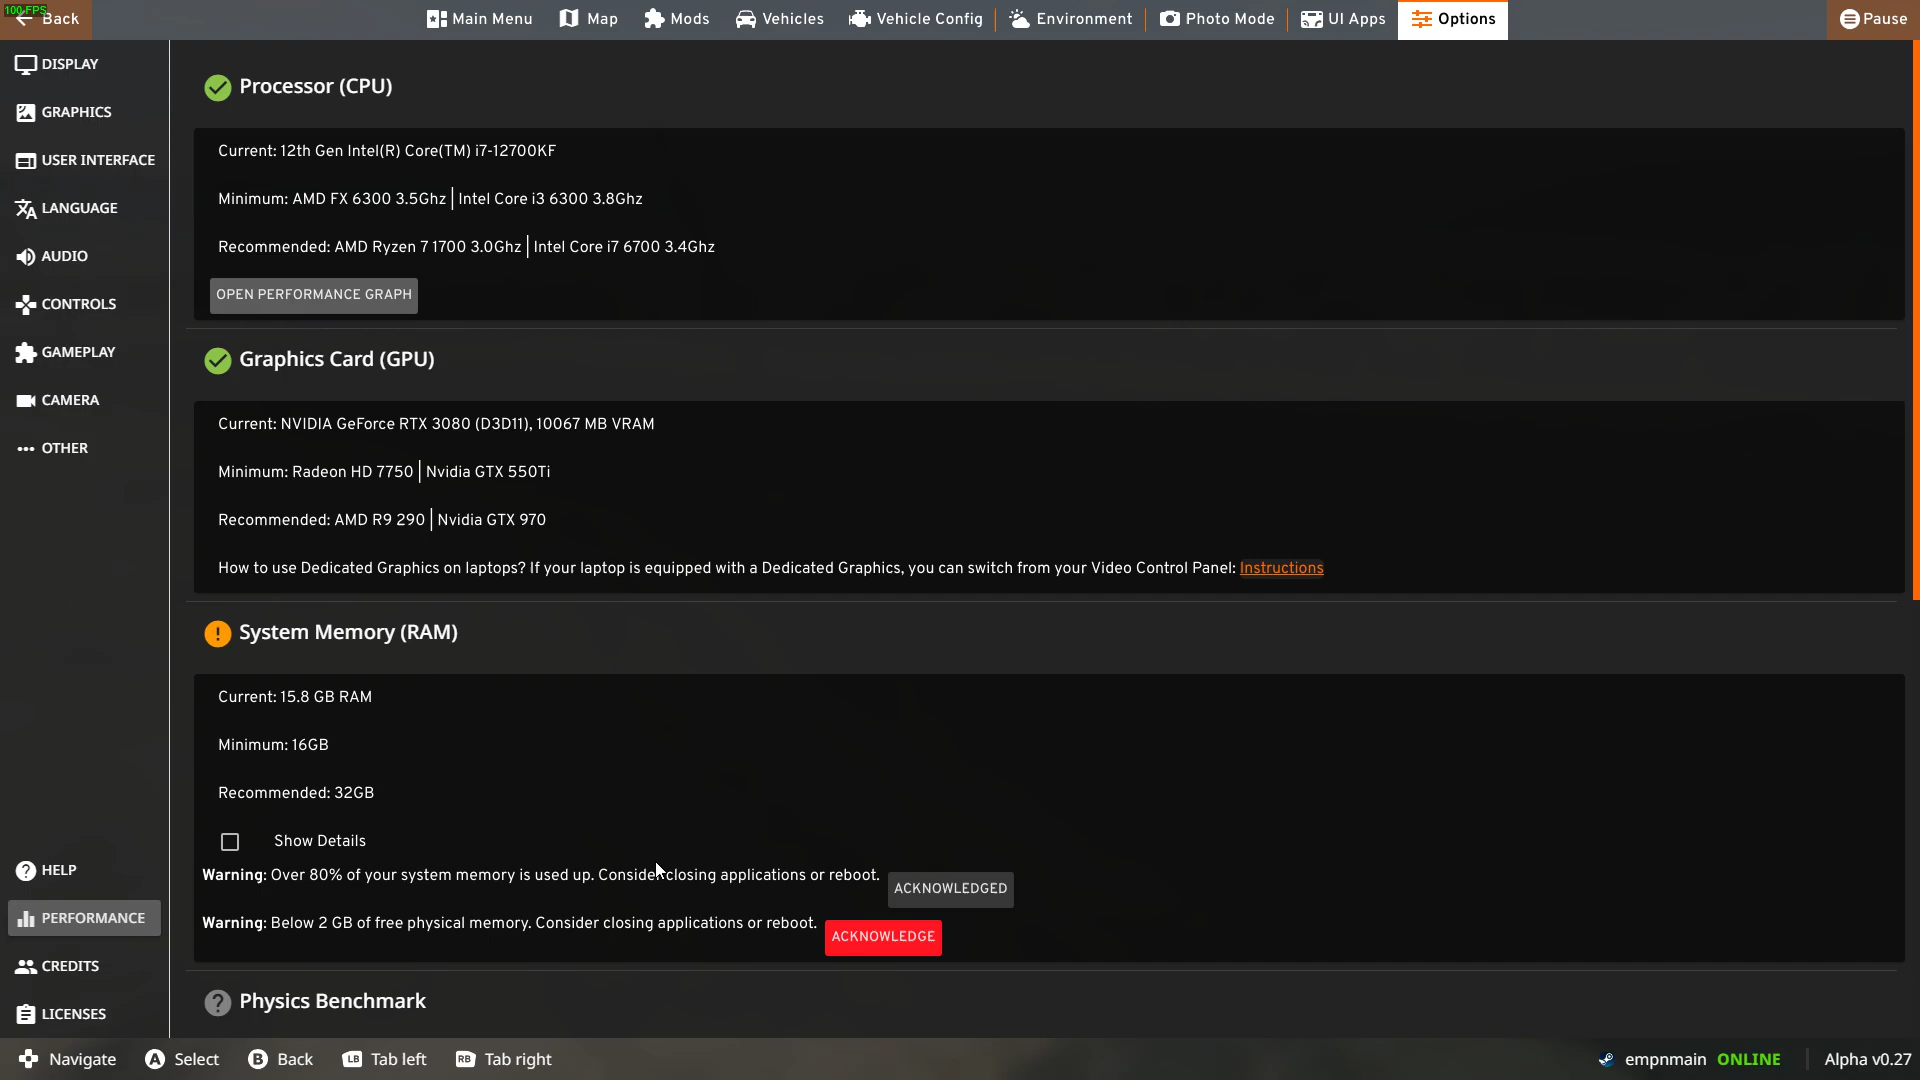 100 FPS
Back
Main Menu
Map
Mods
Vehicles
Vehicle Config
Environment
Photo Mode
UI Apps
Options
Pause
DISPLAY
GRAPHICS
USER INTERFACE
LANGUAGE
AUDIO
CONTROLS
GAMEPLAY
CAMERA
OTHER
HELP
PERFORMANCE
CREDITS
LICENSES
Processor (CPU)
Current: 12th Gen Intel(R) Core(TM) i7-12700KF
Minimum: AMD FX 6300 3.5Ghz | Intel Core i3 6300 3.8Ghz
Recommended: AMD Ryzen 7 1700 3.0Ghz | Intel Core i7 6700 3.4Ghz
OPEN PERFORMANCE GRAPH
Graphics Card (GPU)
Current: NVIDIA GeForce RTX 3080 (D3D11), 10067 MB VRAM
Minimum: Radeon HD 7750 | Nvidia GTX 550Ti
Recommended: AMD R9 290 | Nvidia GTX 970
How to use Dedicated Graphics on laptops? If your laptop is equipped with a Dedicated Graphics, you can switch from your Video Control Panel: Instructions
System Memory (RAM)
Current: 15.8 GB RAM
Minimum: 16GB
Recommended: 32GB
Show Details
Warning: Over 80% of your system memory is used up. Consider closing applications or reboot. ACKNOWLEDGED
Warning: Below 2 GB of free physical memory. Consider closing applications or reboot. ACKNOWLEDGE
Physics Benchmark
Navigate
A Select
B Back
LB Tab left
RB Tab right
empnmain ONLINE
Alpha v0.27